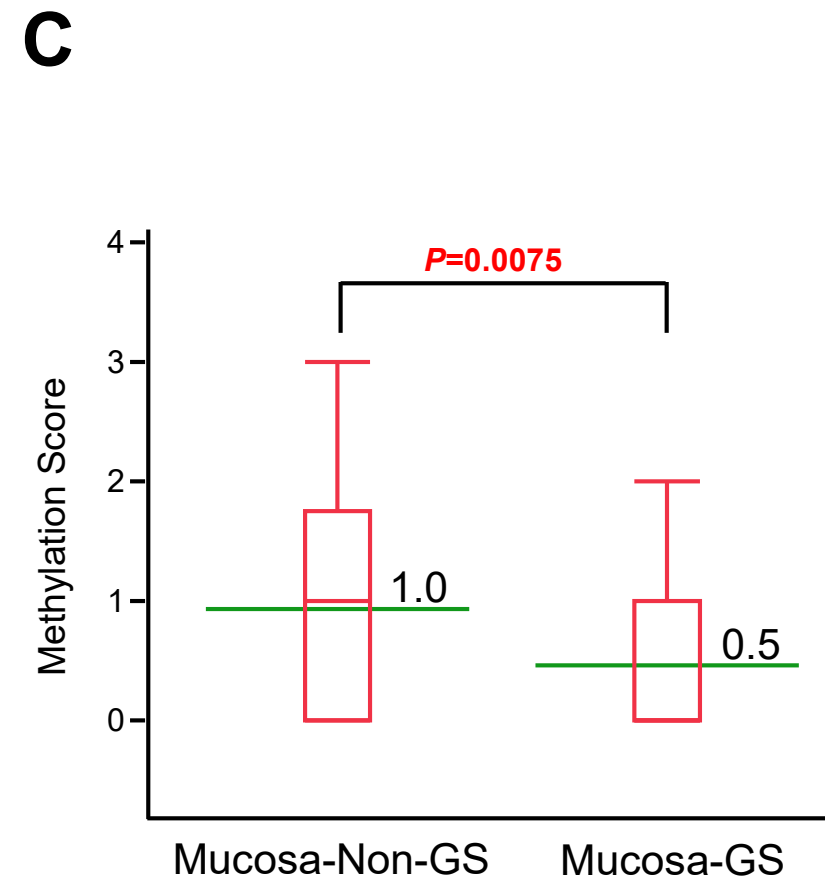 C
P=0.0075
Methylation Score
4
3
2
1
0
1.0
0.5
Mucosa-Non-GS
Mucosa-GS